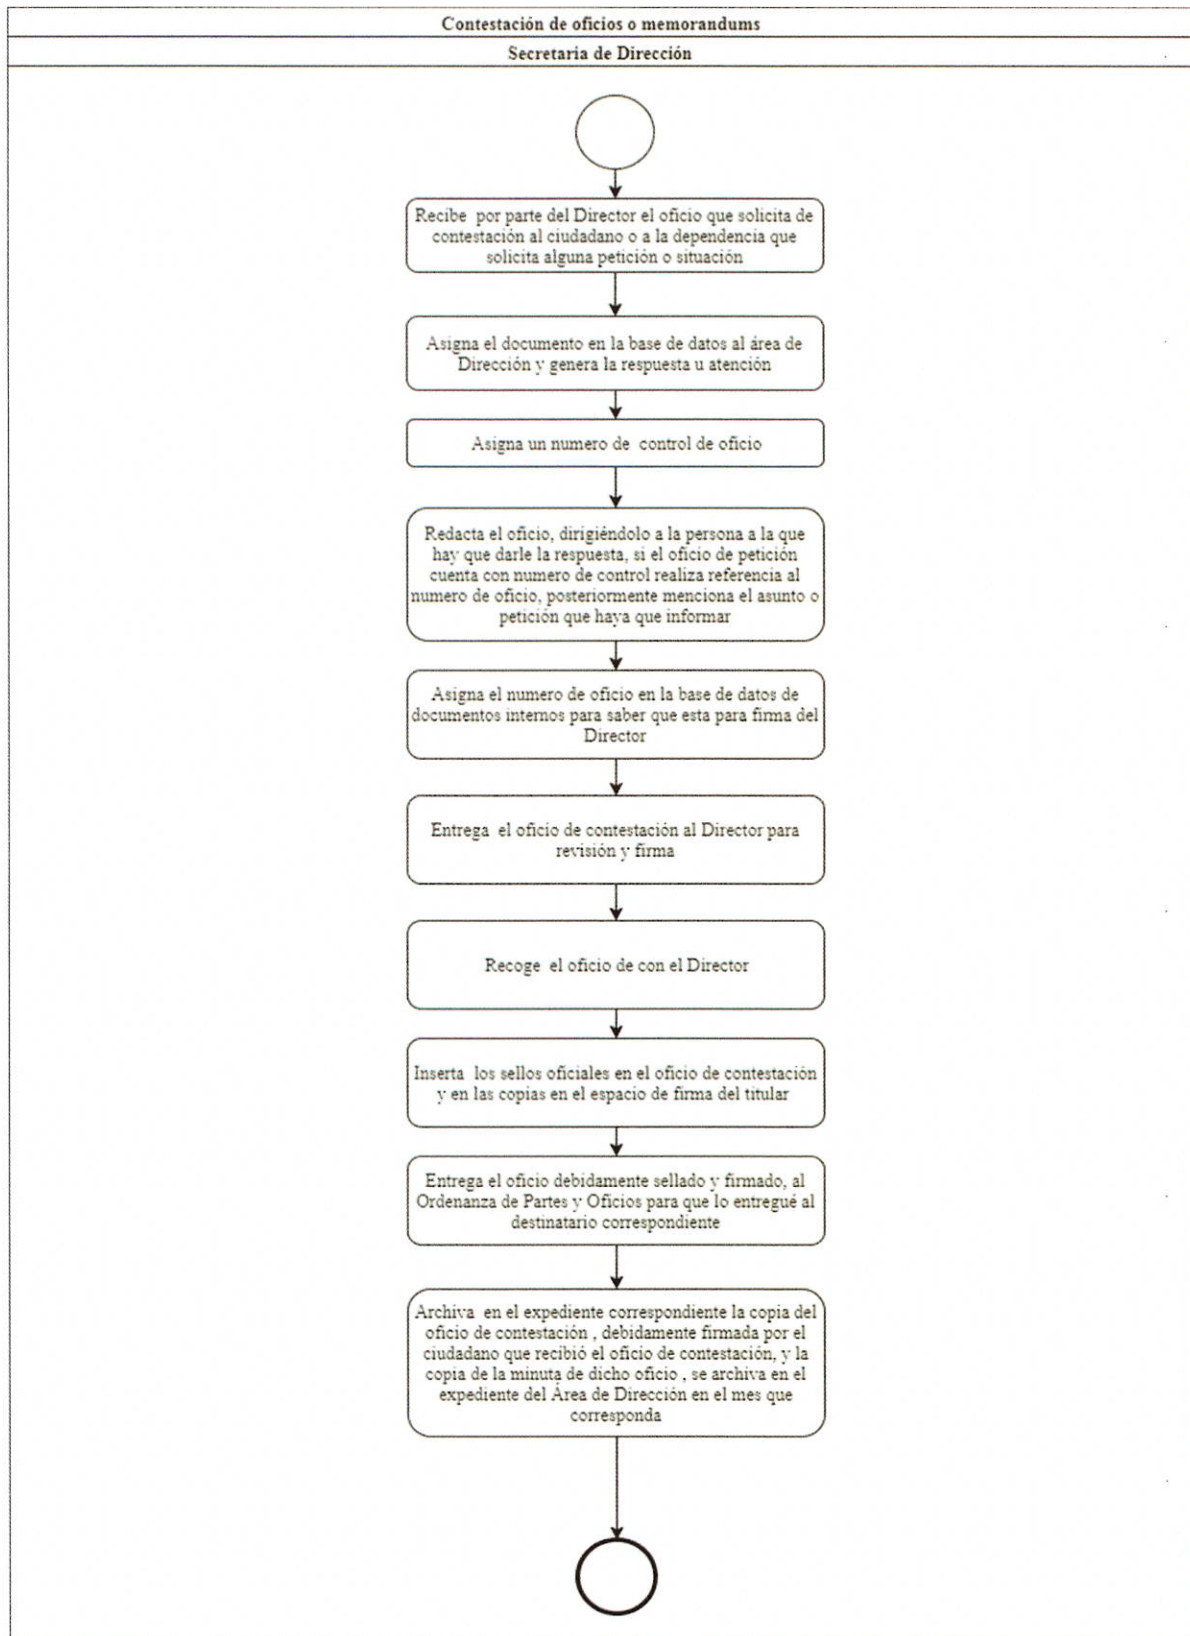 Contestación de oficios o memorandums
Secretaria de Dirección
Recibe por parte del Director el oficio que solicita de
contestación al ciudadano o a la dependencia que
solicita alguna petición o situación
Asigna el documento en la base de datos al área de
Dirección y genera la respuesta u atención
Asigna un numero de control de oficio
Redacta el oficio, dirigiéndolo a la persona a la que
hay que darle la respuesta, si el oficio de petición
cuenta con numero de control realiza referencia al
numero de oficio, posteriormente menciona el asunto o
petición que haya que informar
Asigna el numero de oficio en la base de datos de
documentos internos para saber que esta para firma del
Director
Entrega el oficio de contestación al Director para
revisión y firma
Recoge el oficio de con el Director
Inserta los sellos oficiales en el oficio de contestación
y en las copias en el espacio de firma del titular
Entrega el oficio debidamente sellado y firmado, al
Ordenanza de Partes y Oficios para que lo entregué al
destinatario correspondiente
Archiva en el expediente correspondiente la copia del
oficio de contestación , debidamente firmada por el
ciudadano que recibió el oficio de contestación, y la
copia de la minuta de dicho oficio , se archiva en el
expediente del Área de Dirección en el mes que
corresponda